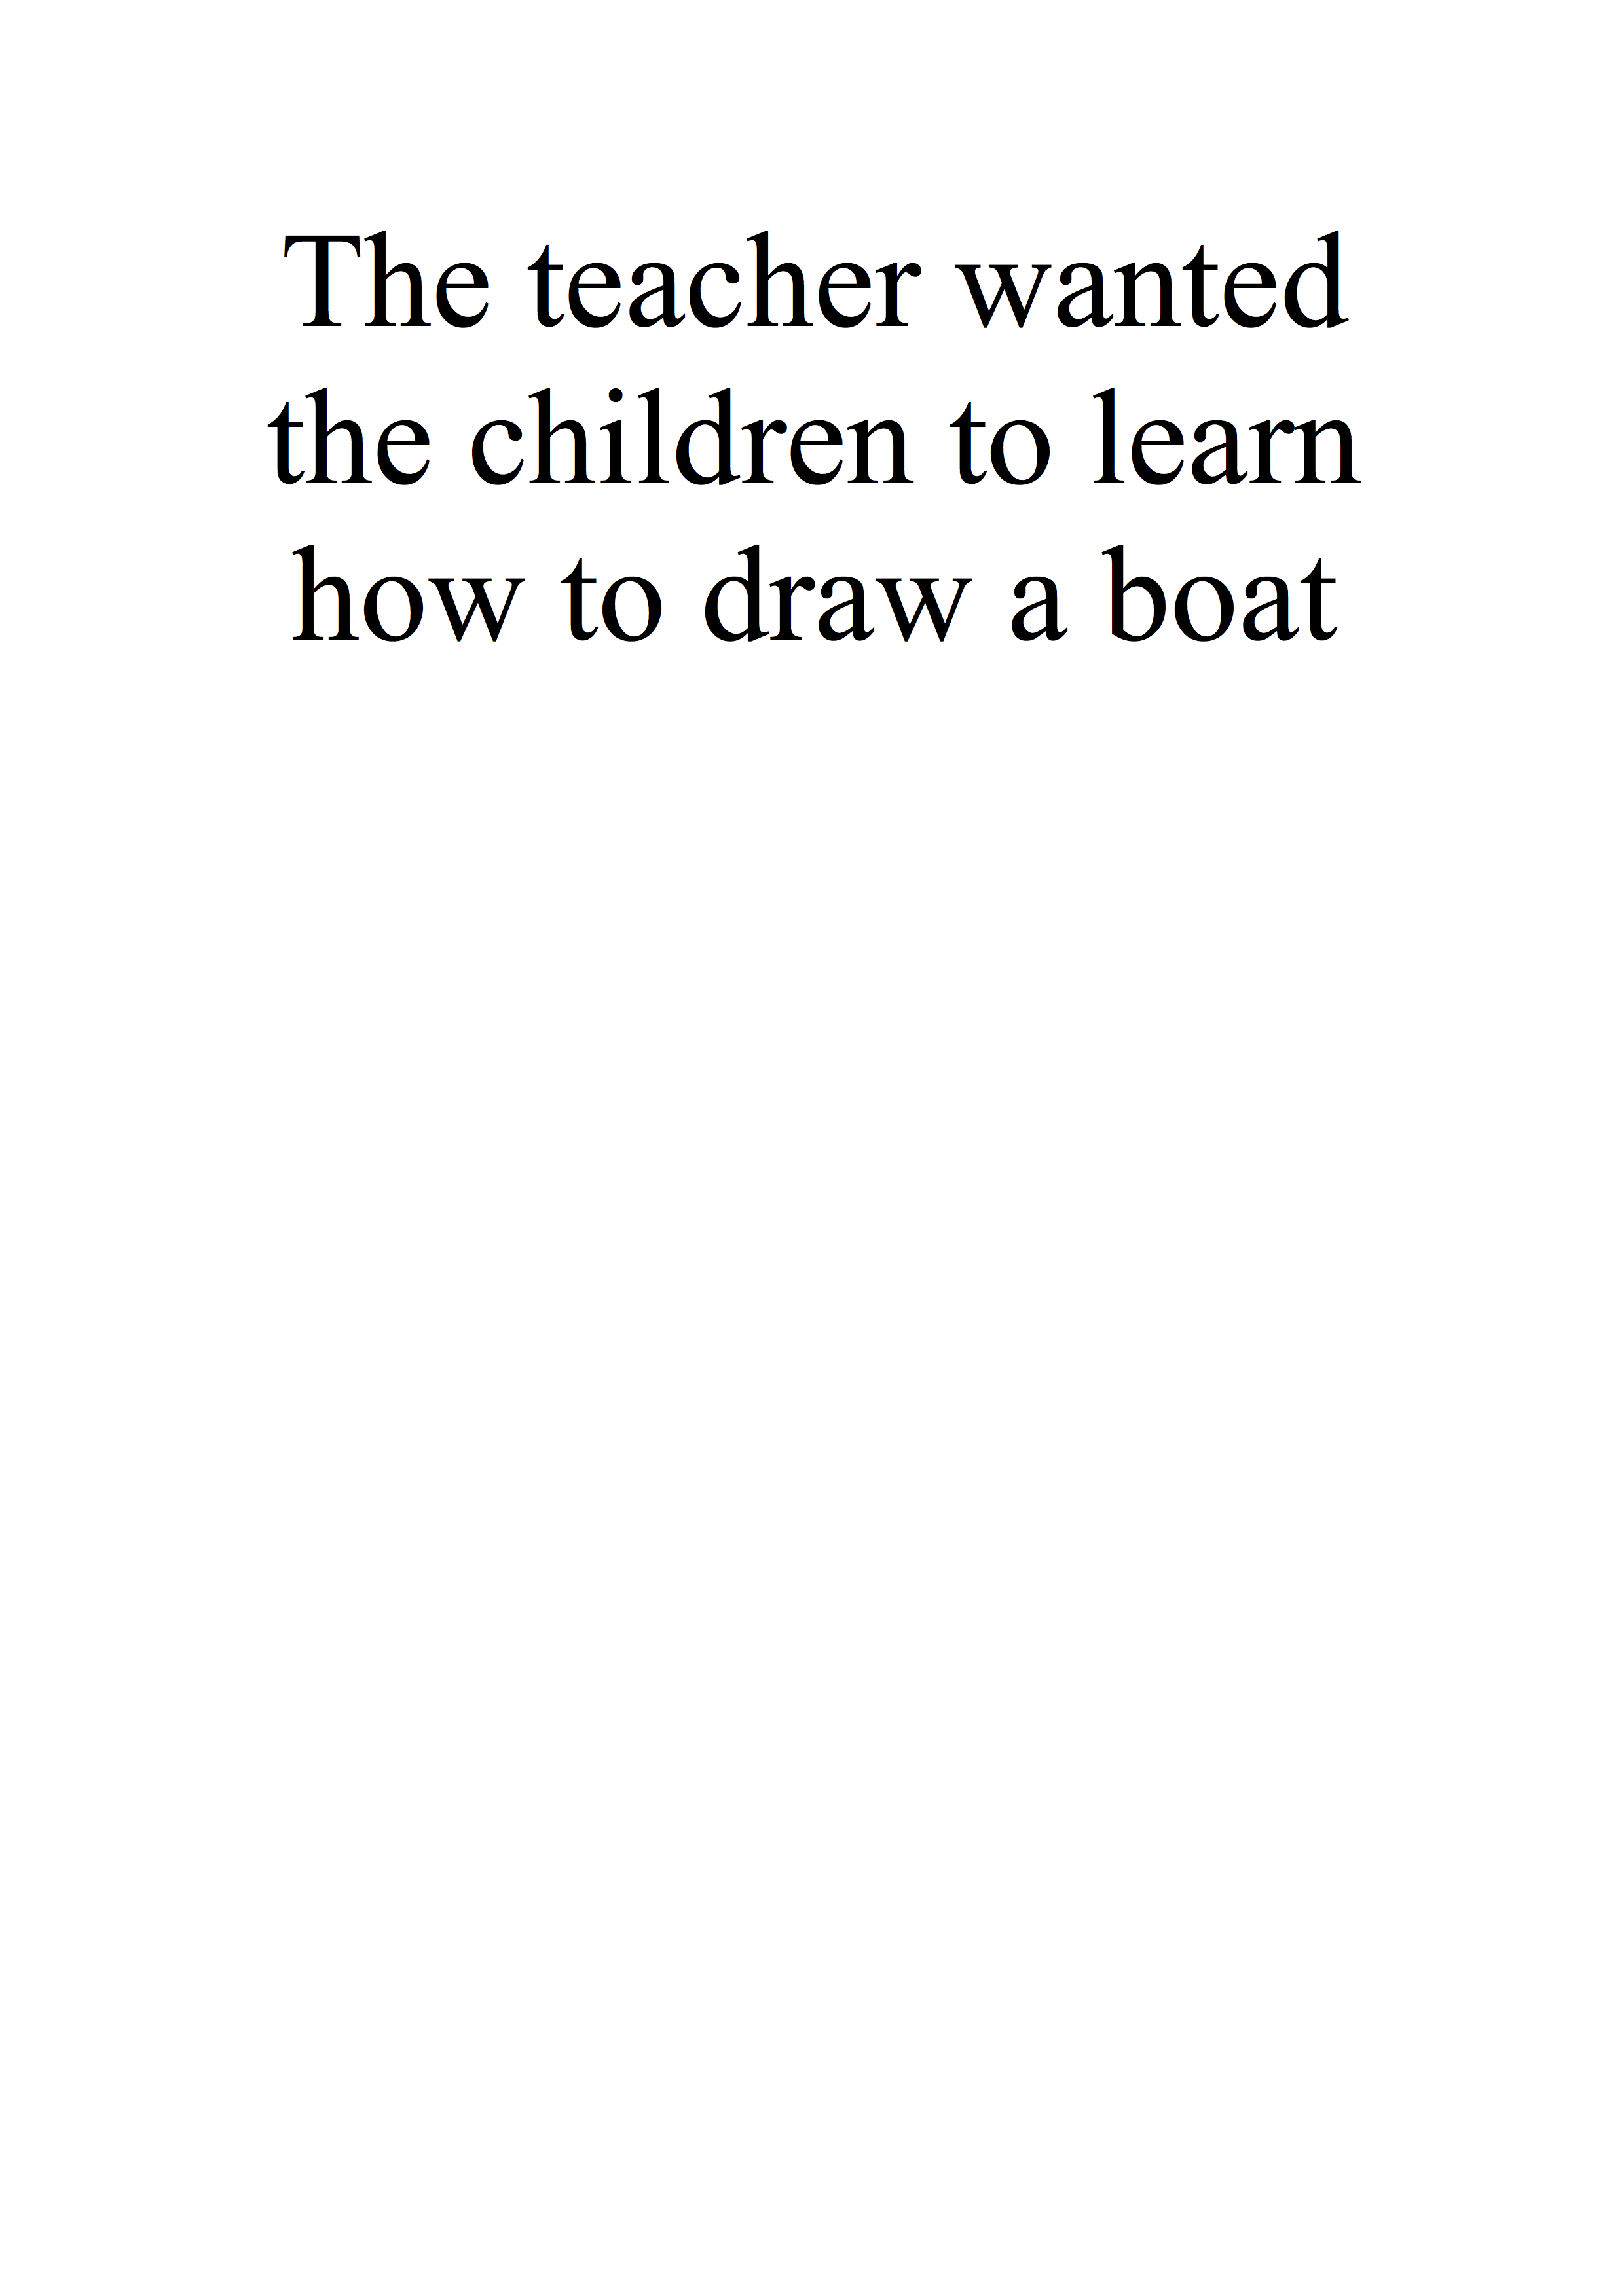 The teacher wanted
the children to learn
how to draw a boat